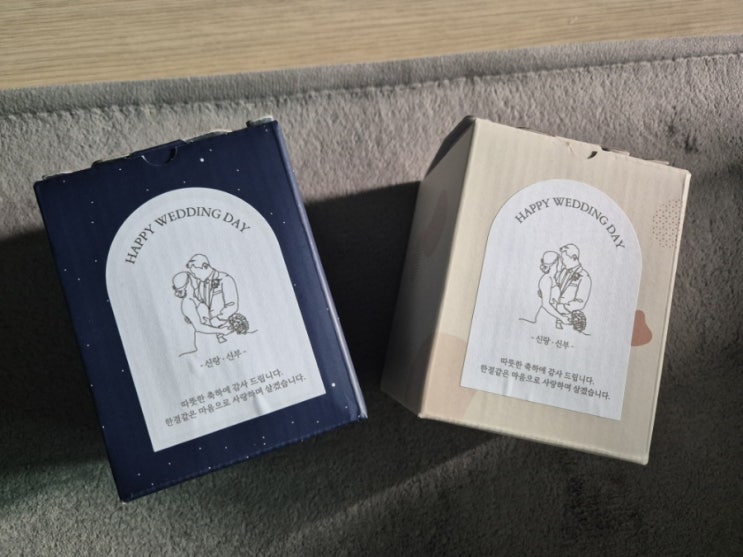 HAPPY WEDDING DAY
- 신랑 · 신부 -
따뜻한 축하에 감사 드립니다.
한결같은 마음으로 사랑하며 살겠습니다.
HAPPY WEDDING DAY
- 신랑 · 신부 -
따뜻한 축하에 감사 드립니다.
한결같은 마음으로 사랑하며 살겠습니다.